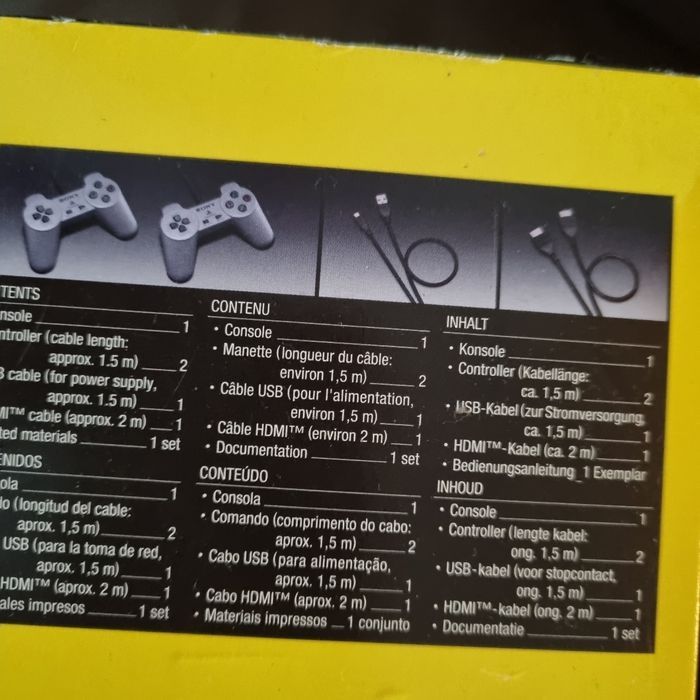 SONY
SONY
TENTS
nsole 1
ntroller (cable length:
approx. 1.5 m) 2
B cable (for power supply,
approx. 1.5 m) 1
MI™ cable (approx. 2 m) 1
ted materials 1 set
ENIDOS
ola 1
do (longitud del cable:
aprox. 1,5 m) 2
USB (para la toma de red,
aprox. 1,5 m) 1
HDMI™ (aprox. 2 m) 1
ales impresos 1 set
CONTENU
• Console 1
• Manette (longueur du câble:
environ 1,5 m) 2
• Câble USB (pour l'alimentation,
environ 1,5 m) 1
• Câble HDMI™ (environ 2 m) 1
• Documentation 1 set
CONTEÚDO
• Consola 1
• Comando (comprimento do cabo:
aprox. 1,5 m) 2
• Cabo USB (para alimentação,
aprox. 1,5 m) 1
• Cabo HDMI™ (aprox. 2 m) 1
• Materiais impressos 1 conjunto
INHALT
• Konsole 1
• Controller (Kabellänge:
ca. 1,5 m) 2
• USB-Kabel (zur Stromversorgung,
ca. 1,5 m) 1
• HDMI™-Kabel (ca. 2 m) 1
• Bedienungsanleitung 1 Exemplar
INHOUD
• Console 1
• Controller (lengte kabel:
ong. 1,5 m) 2
• USB-kabel (voor stopcontact,
ong. 1,5 m) 1
• HDMI™-kabel (ong. 2 m) 1
• Documentatie 1 set